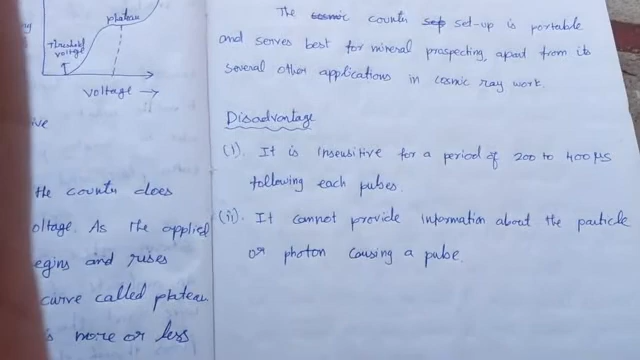 plateau
Threshold
voltage
voltage →
ive
the counter does
oltage. As the applied
egins and rises
curve called plateau
is more or less
The cosmic counter sep set-up is portable
and serves best for mineral prospecting, apart from its
several other applications in cosmic ray work.
Disadvantage
(i). It is insensitive for a period of 200 to 400 μs
following each pulses.
(ii). It cannot provide information about the particle
or photon causing a pulse.